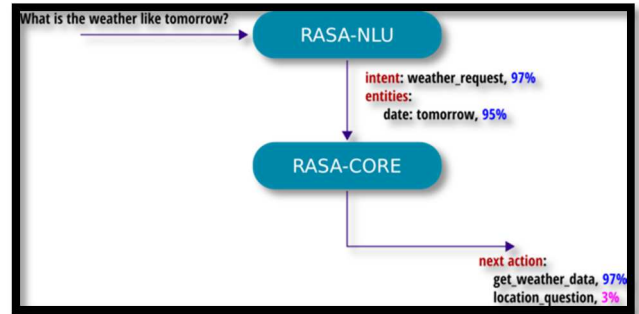 What is the weather like tomorrow?
RASA-NLU
intent: weather_request, 97%
entities:
date: tomorrow, 95%
RASA-CORE
next action:
get_weather_data, 97%
location_question, 3%